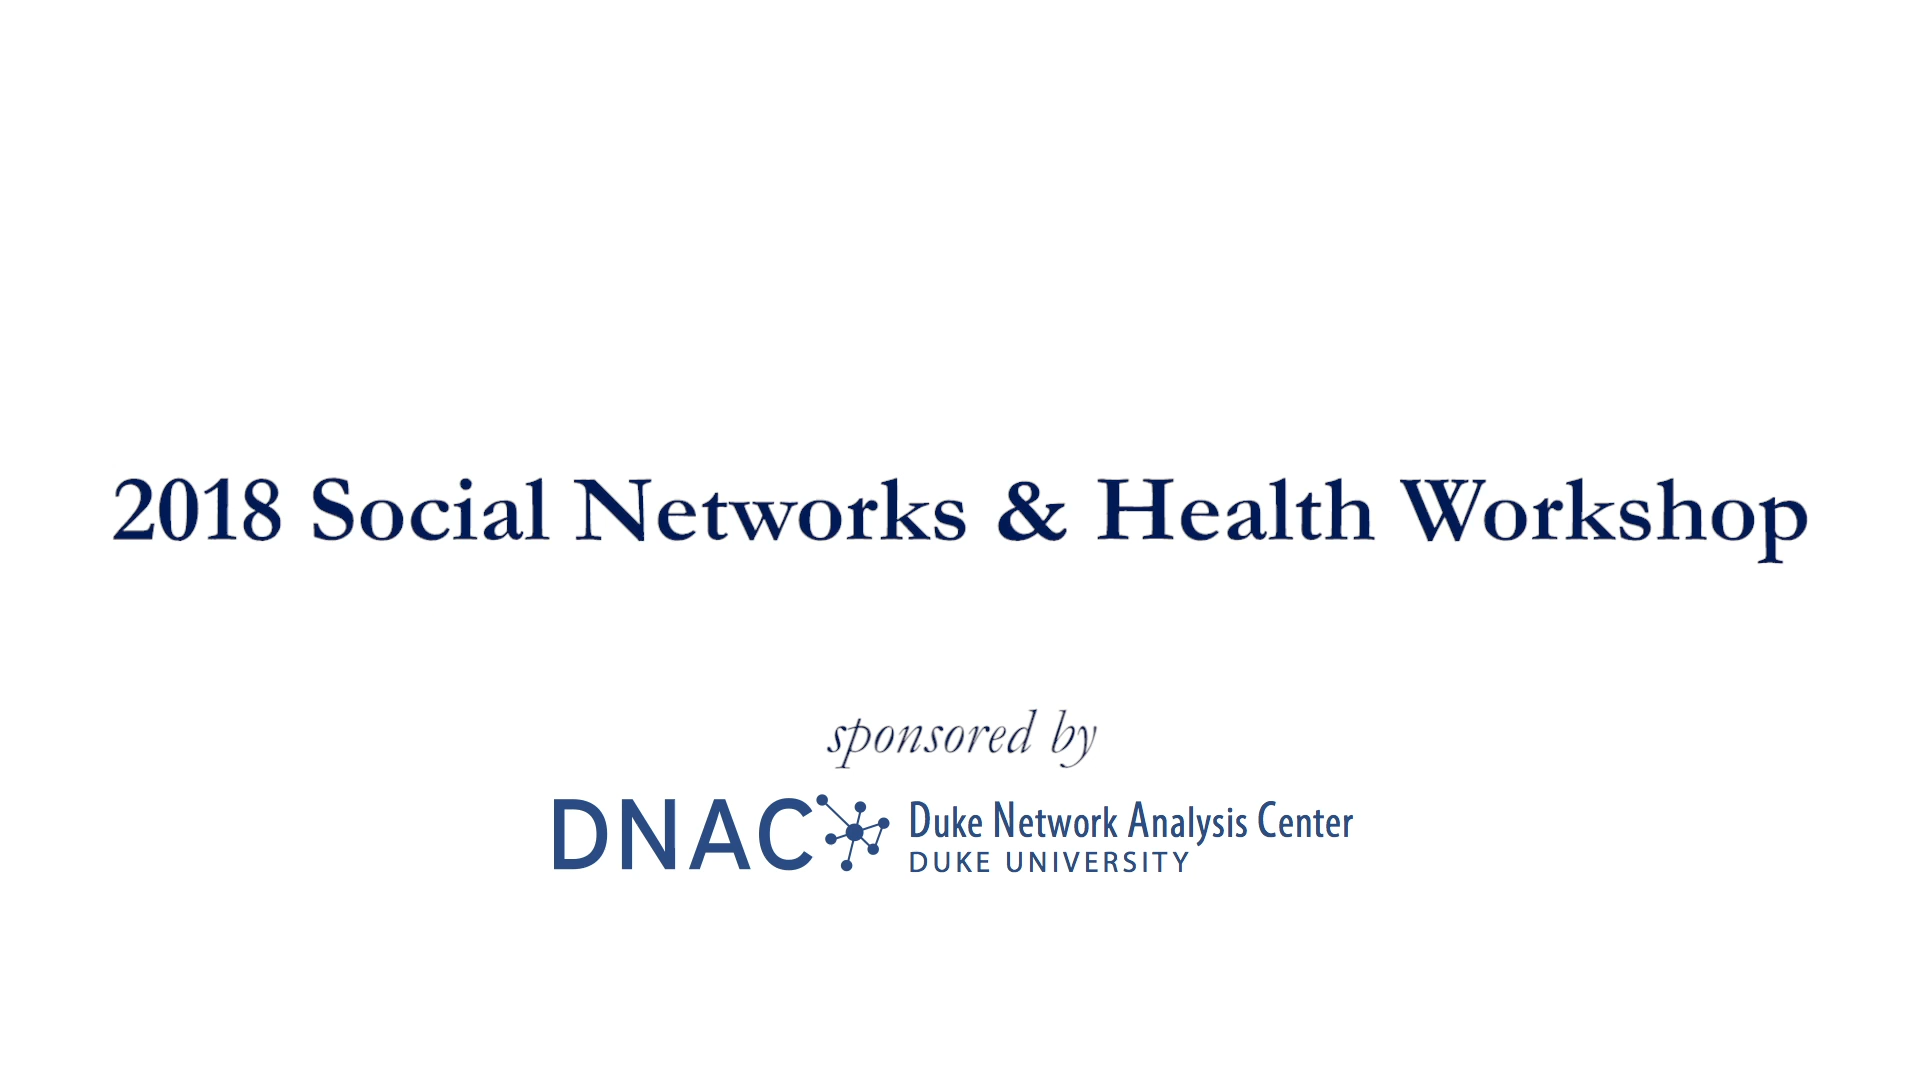 2018 Social Networks & Health Workshop
sponsored by
DNAC
Duke Network Analysis Center
DUKE UNIVERSITY